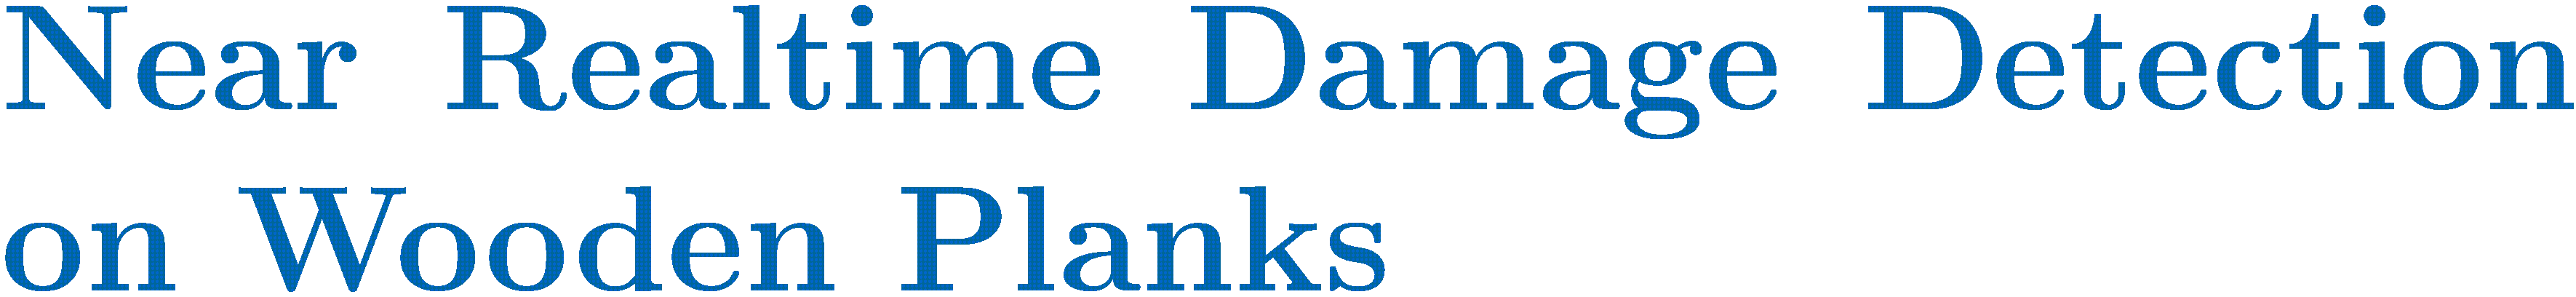 Near Realtime Damage Detection
on Wooden Planks